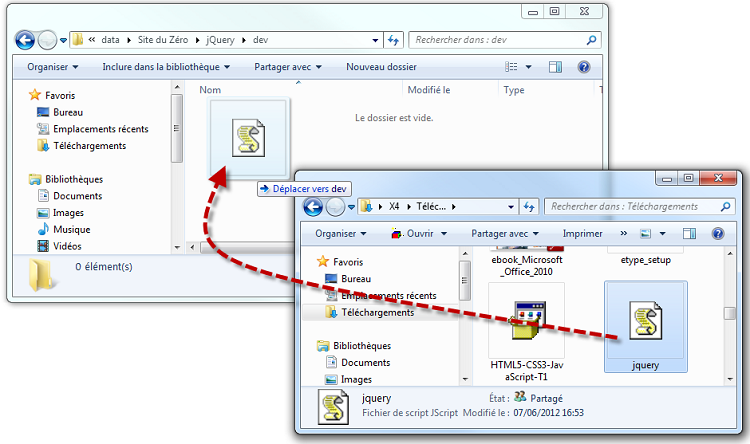 data Site du Zéro jQuery dev
Rechercher dans : dev
Organiser Inclure dans la bibliothèque Partager avec Nouveau dossier
Favoris
Bureau
Emplacements récents
Téléchargements
Bibliothèques
Documents
Images
Musique
Vidéos
Nom Modifié le Type T
Le dossier est vide.
Déplacer vers dev
0 élément(s)
X4 Téléc...
Rechercher dans : Téléchargements
Organiser Ouvrir Partager avec Imprimer
Favoris
Bureau
Emplacements récents
Téléchargements
Bibliothèques
Documents
Images
ebook_Microsoft
_Office_2010
etype_setup
HTML5-CSS3-Jav
aScript-T1
jquery
jquery
État : Partagé
Fichier de script JScript Modifié le : 07/06/2012 16:53